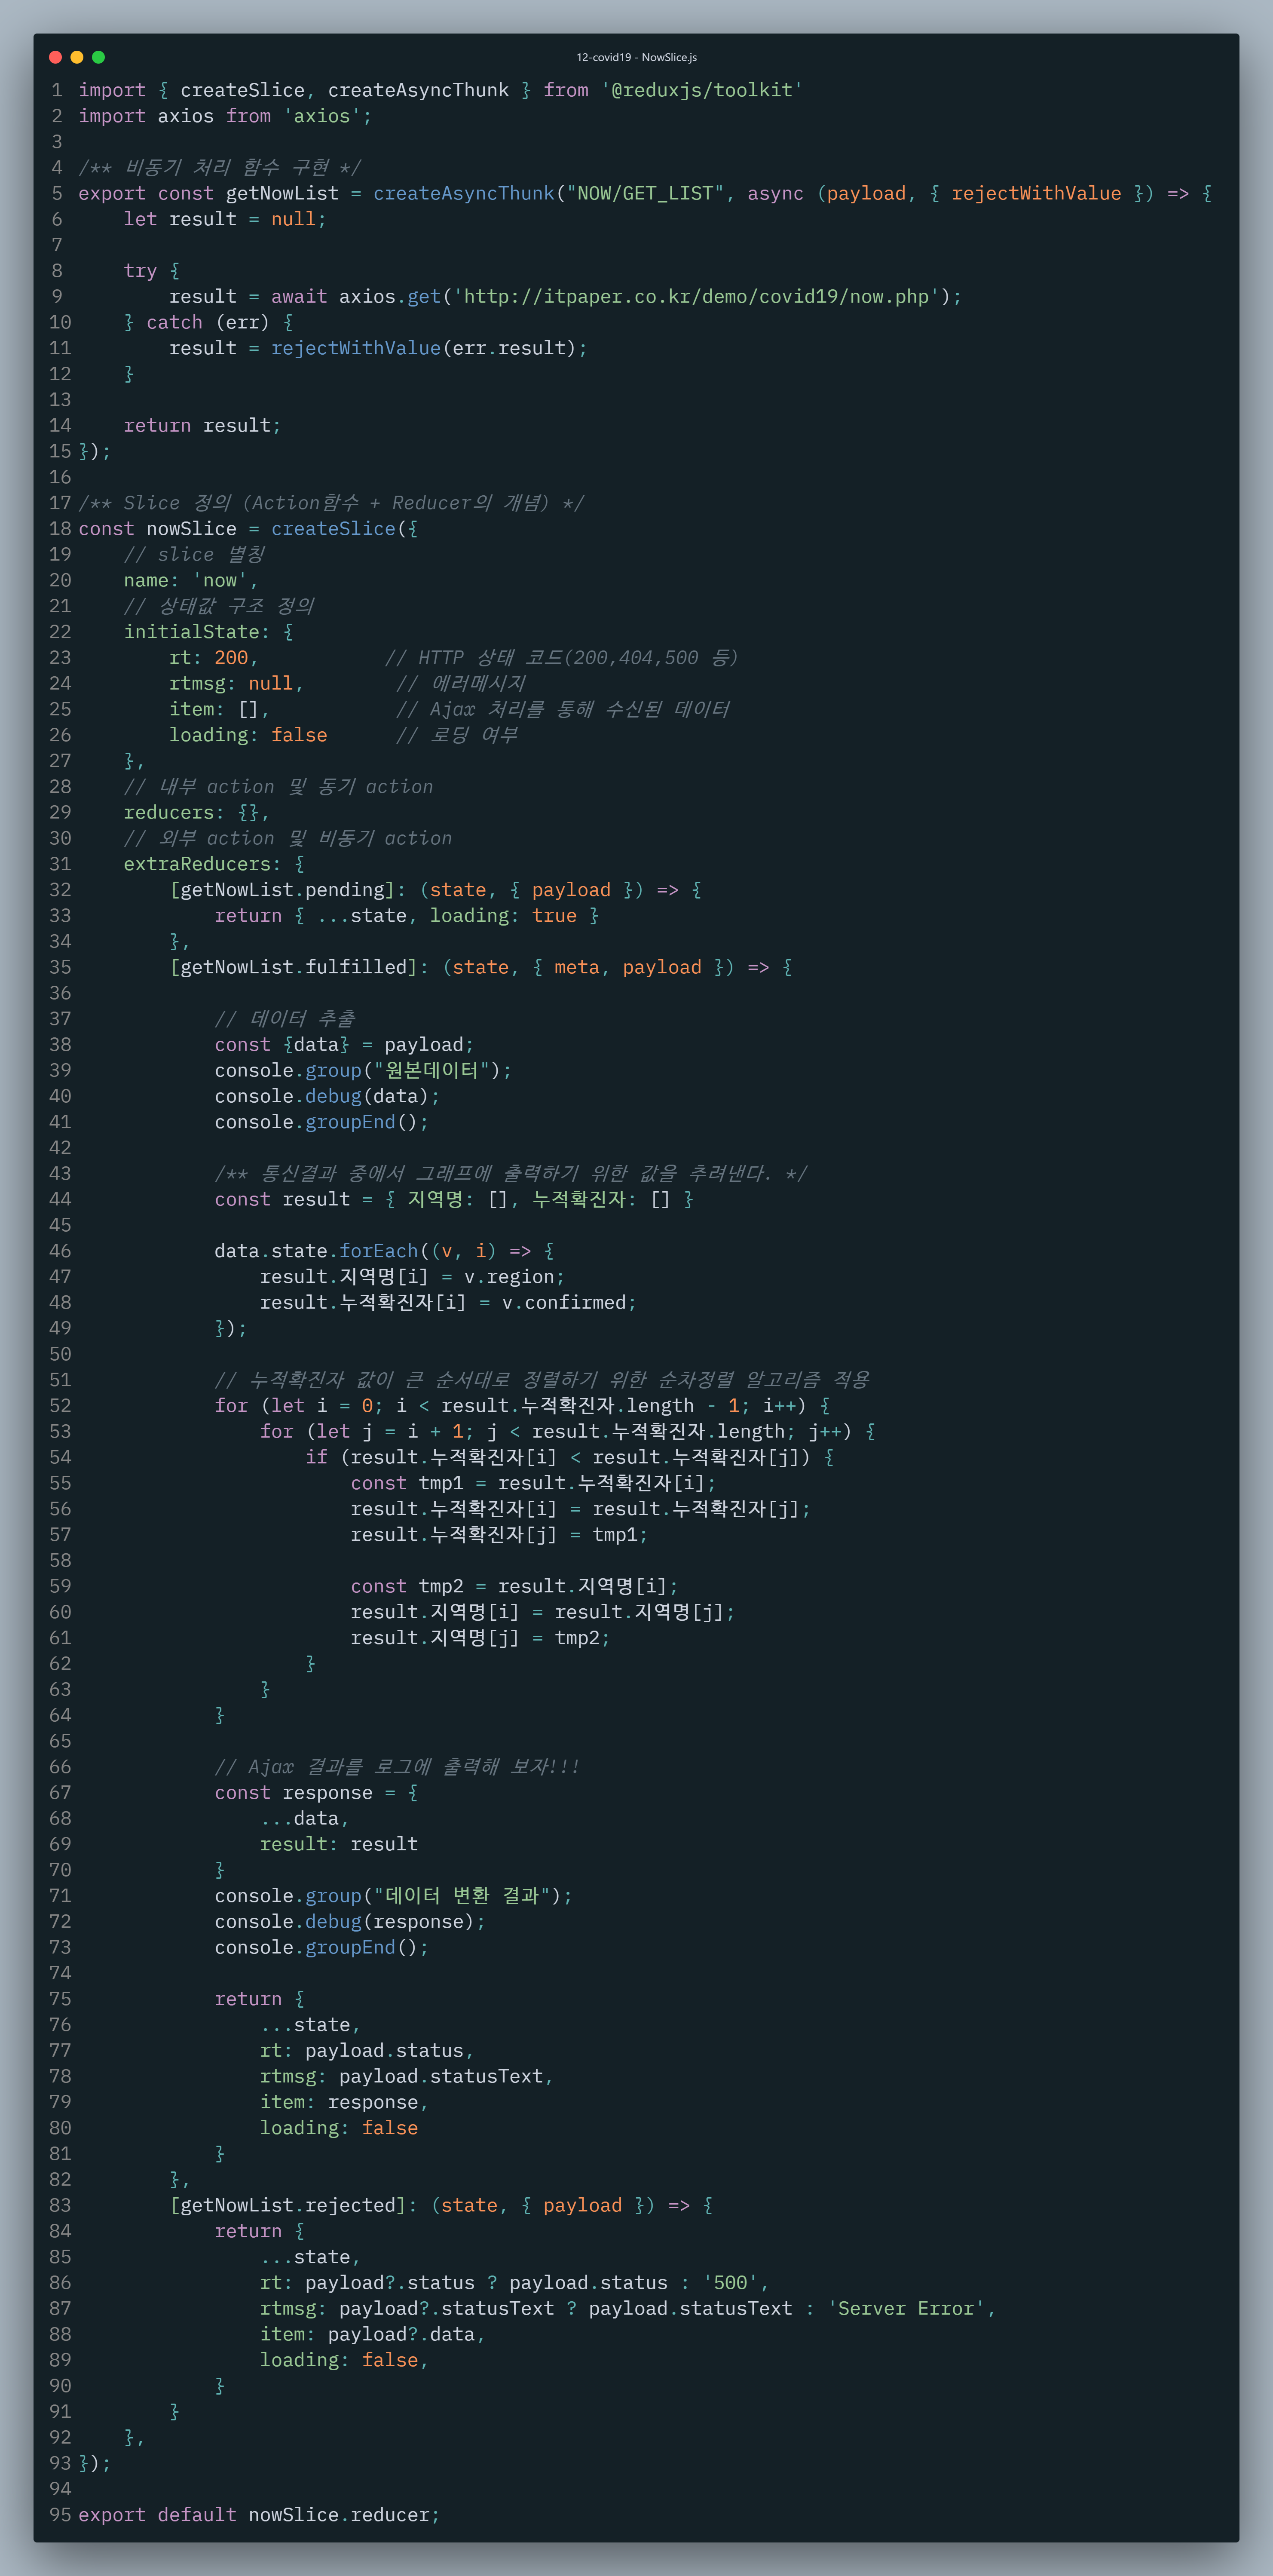 12-covid19 - NowSlice.js
1 import { createSlice, createAsyncThunk } from '@reduxjs/toolkit'
2 import axios from 'axios';
3
4 /** 비동기 처리 함수 구현 */
5 export const getNowList = createAsyncThunk("NOW/GET_LIST", async (payload, { rejectWithValue }) => {
6     let result = null;
7
8     try {
9         result = await axios.get('http://itpaper.co.kr/demo/covid19/now.php');
10     } catch (err) {
11         result = rejectWithValue(err.result);
12     }
13
14     return result;
15 });
16
17 /** Slice 정의 (Action함수 + Reducer의 개념) */
18 const nowSlice = createSlice({
19     // slice 별칭
20     name: 'now',
21     // 상태값 구조 정의
22     initialState: {
23         rt: 200,           // HTTP 상태 코드(200,404,500 등)
24         rtmsg: null,        // 에러메시지
25         item: [],           // Ajax 처리를 통해 수신된 데이터
26         loading: false      // 로딩 여부
27     },
28     // 내부 action 및 동기 action
29     reducers: {},
30     // 외부 action 및 비동기 action
31     extraReducers: {
32         [getNowList.pending]: (state, { payload }) => {
33             return { ...state, loading: true }
34         },
35         [getNowList.fulfilled]: (state, { meta, payload }) => {
36
37             // 데이터 추출
38             const {data} = payload;
39             console.group("원본데이터");
40             console.debug(data);
41             console.groupEnd();
42
43             /** 통신결과 중에서 그래프에 출력하기 위한 값을 추려낸다. */
44             const result = { 지역명: [], 누적확진자: [] }
45
46             data.state.forEach((v, i) => {
47                 result.지역명[i] = v.region;
48                 result.누적확진자[i] = v.confirmed;
49             });
50
51             // 누적확진자 값이 큰 순서대로 정렬하기 위한 순차정렬 알고리즘 적용
52             for (let i = 0; i < result.누적확진자.length - 1; i++) {
53                 for (let j = i + 1; j < result.누적확진자.length; j++) {
54                     if (result.누적확진자[i] < result.누적확진자[j]) {
55                         const tmp1 = result.누적확진자[i];
56                         result.누적확진자[i] = result.누적확진자[j];
57                         result.누적확진자[j] = tmp1;
58
59                         const tmp2 = result.지역명[i];
60                         result.지역명[i] = result.지역명[j];
61                         result.지역명[j] = tmp2;
62                     }
63                 }
64             }
65
66             // Ajax 결과를 로그에 출력해 보자!!!
67             const response = {
68                 ...data,
69                 result: result
70             }
71             console.group("데이터 변환 결과");
72             console.debug(response);
73             console.groupEnd();
74
75             return {
76                 ...state,
77                 rt: payload.status,
78                 rtmsg: payload.statusText,
79                 item: response,
80                 loading: false
81             }
82         },
83         [getNowList.rejected]: (state, { payload }) => {
84             return {
85                 ...state,
86                 rt: payload?.status ? payload.status : '500',
87                 rtmsg: payload?.statusText ? payload.statusText : 'Server Error',
88                 item: payload?.data,
89                 loading: false,
90             }
91         }
92     },
93 });
94
95 export default nowSlice.reducer;